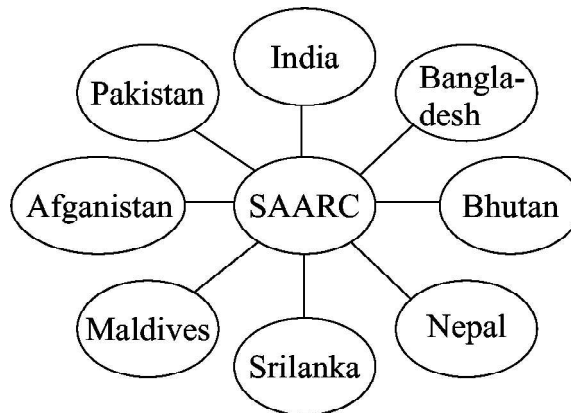 India
Pakistan
Bangla-
desh
Afganistan
SAARC
Bhutan
Maldives
Nepal
Srilanka